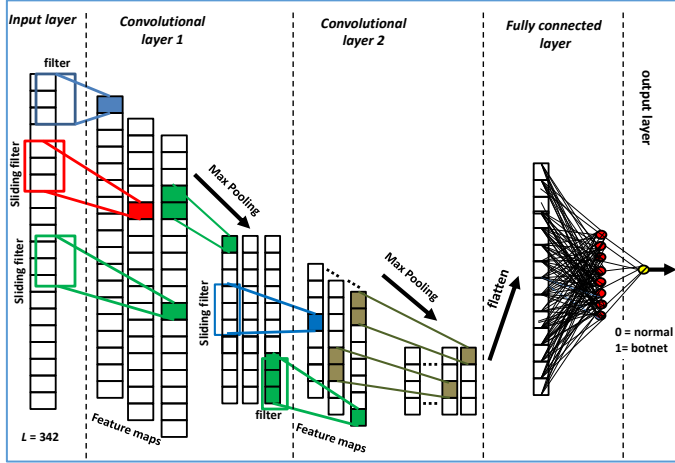 Input layer
Convolutional
layer 1
Convolutional
layer 2
Fully connected
layer
output layer
filter
Sliding filter
Sliding filter
Max Pooling
Sliding filter
Max Pooling
flatten
0 = normal
1= botnet
filter
L = 342
Feature maps
Feature maps